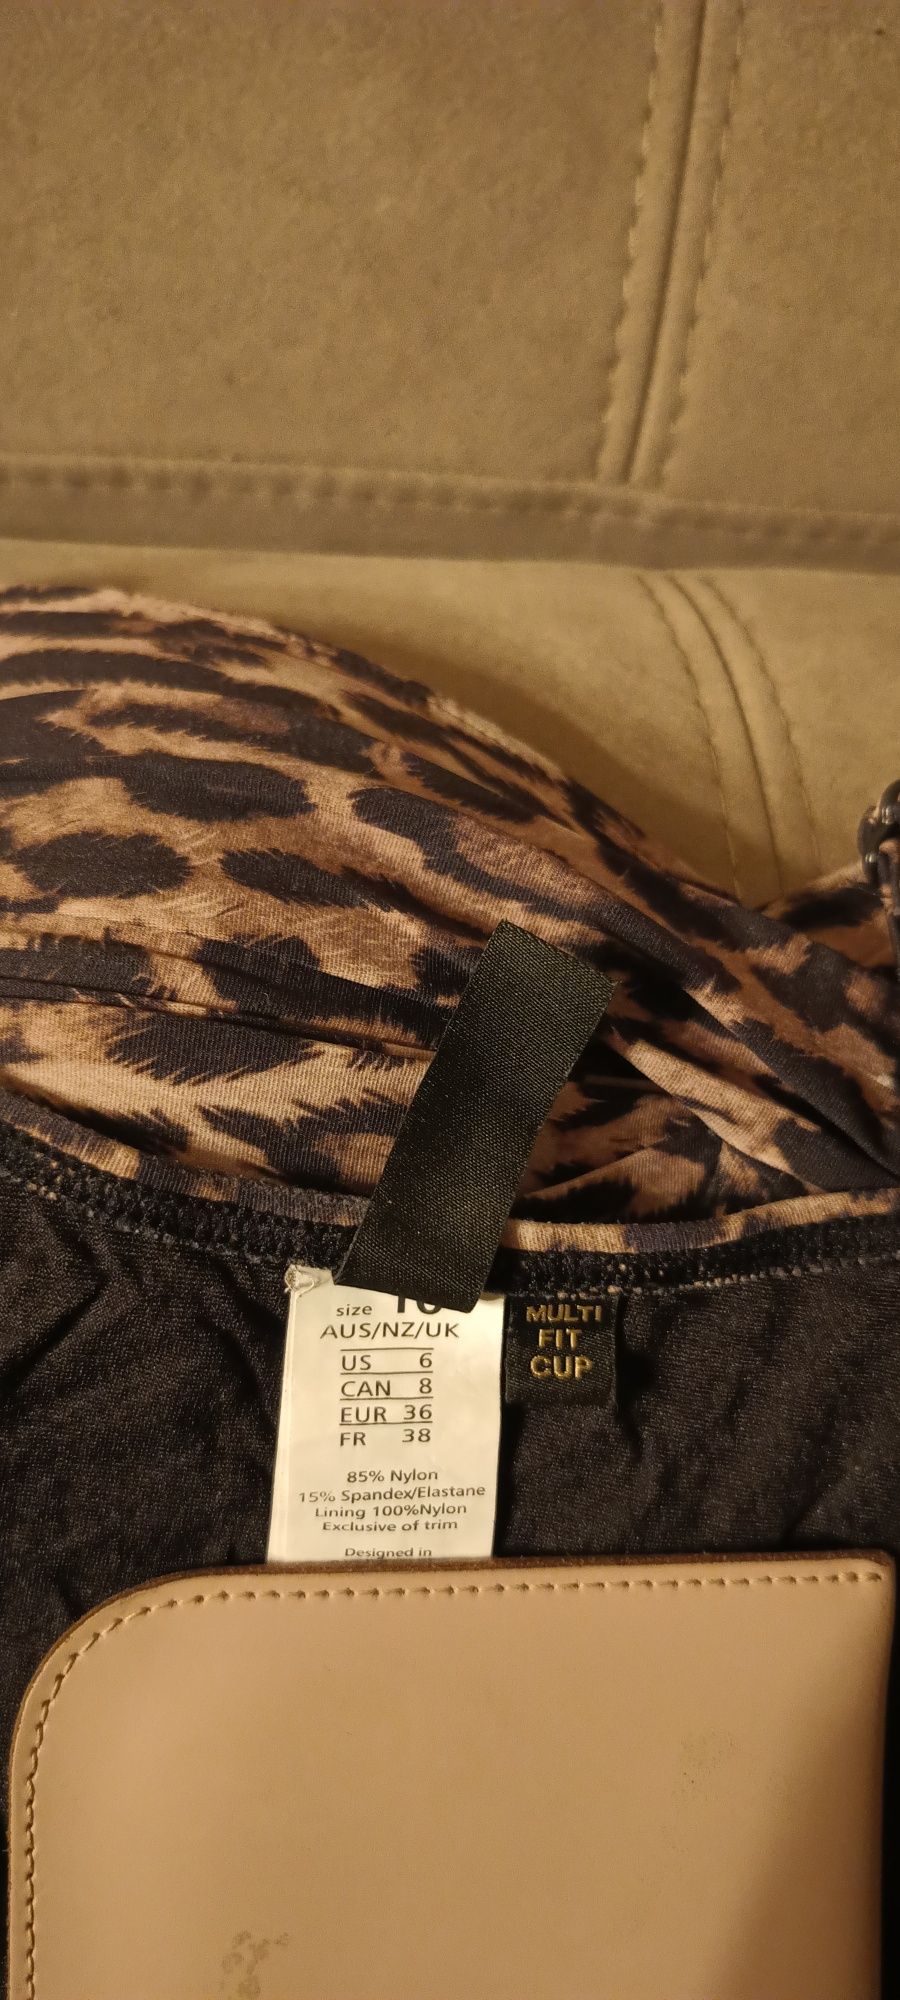 size
AUS/NZ/UK
US 6
CAN 8
EUR 36
FR 38
85% Nylon
15% Spandex/Elastane
Lining 100%Nylon
Exclusive of trim
Designed in
MULTI
FIT
CUP